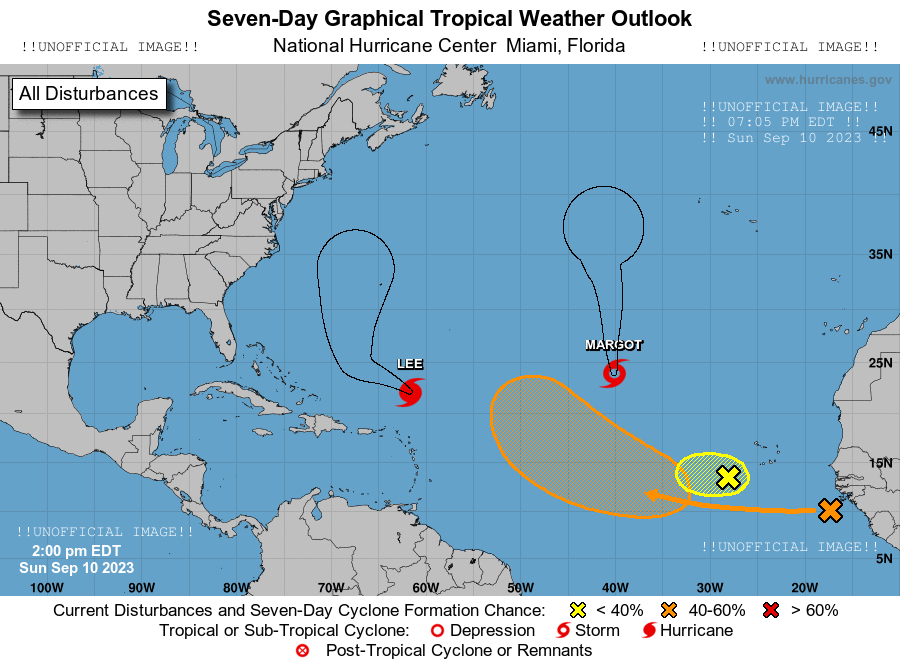 Seven-Day Graphical Tropical Weather Outlook
!!UNOFFICIAL IMAGE!! National Hurricane Center Miami, Florida !!UNOFFICIAL IMAGE!!
All Disturbances
www.hurricanes.gov
!!UNOFFICIAL IMAGE!!
!! 07:05 PM EDT !!
!! Sun Sep 10 2023 !!
45N
35N
MARGOT
LEE
25N
15N
!!UNOFFICIAL IMAGE!!
2:00 pm EDT
Sun Sep 10 2023
!!UNOFFICIAL IMAGE!!
5N
100W 90W 80W 70W 60W 50W 40W 30W 20W
Current Disturbances and Seven-Day Cyclone Formation Chance: < 40% 40-60% > 60%
Tropical or Sub-Tropical Cyclone: Depression Storm Hurricane
Post-Tropical Cyclone or Remnants